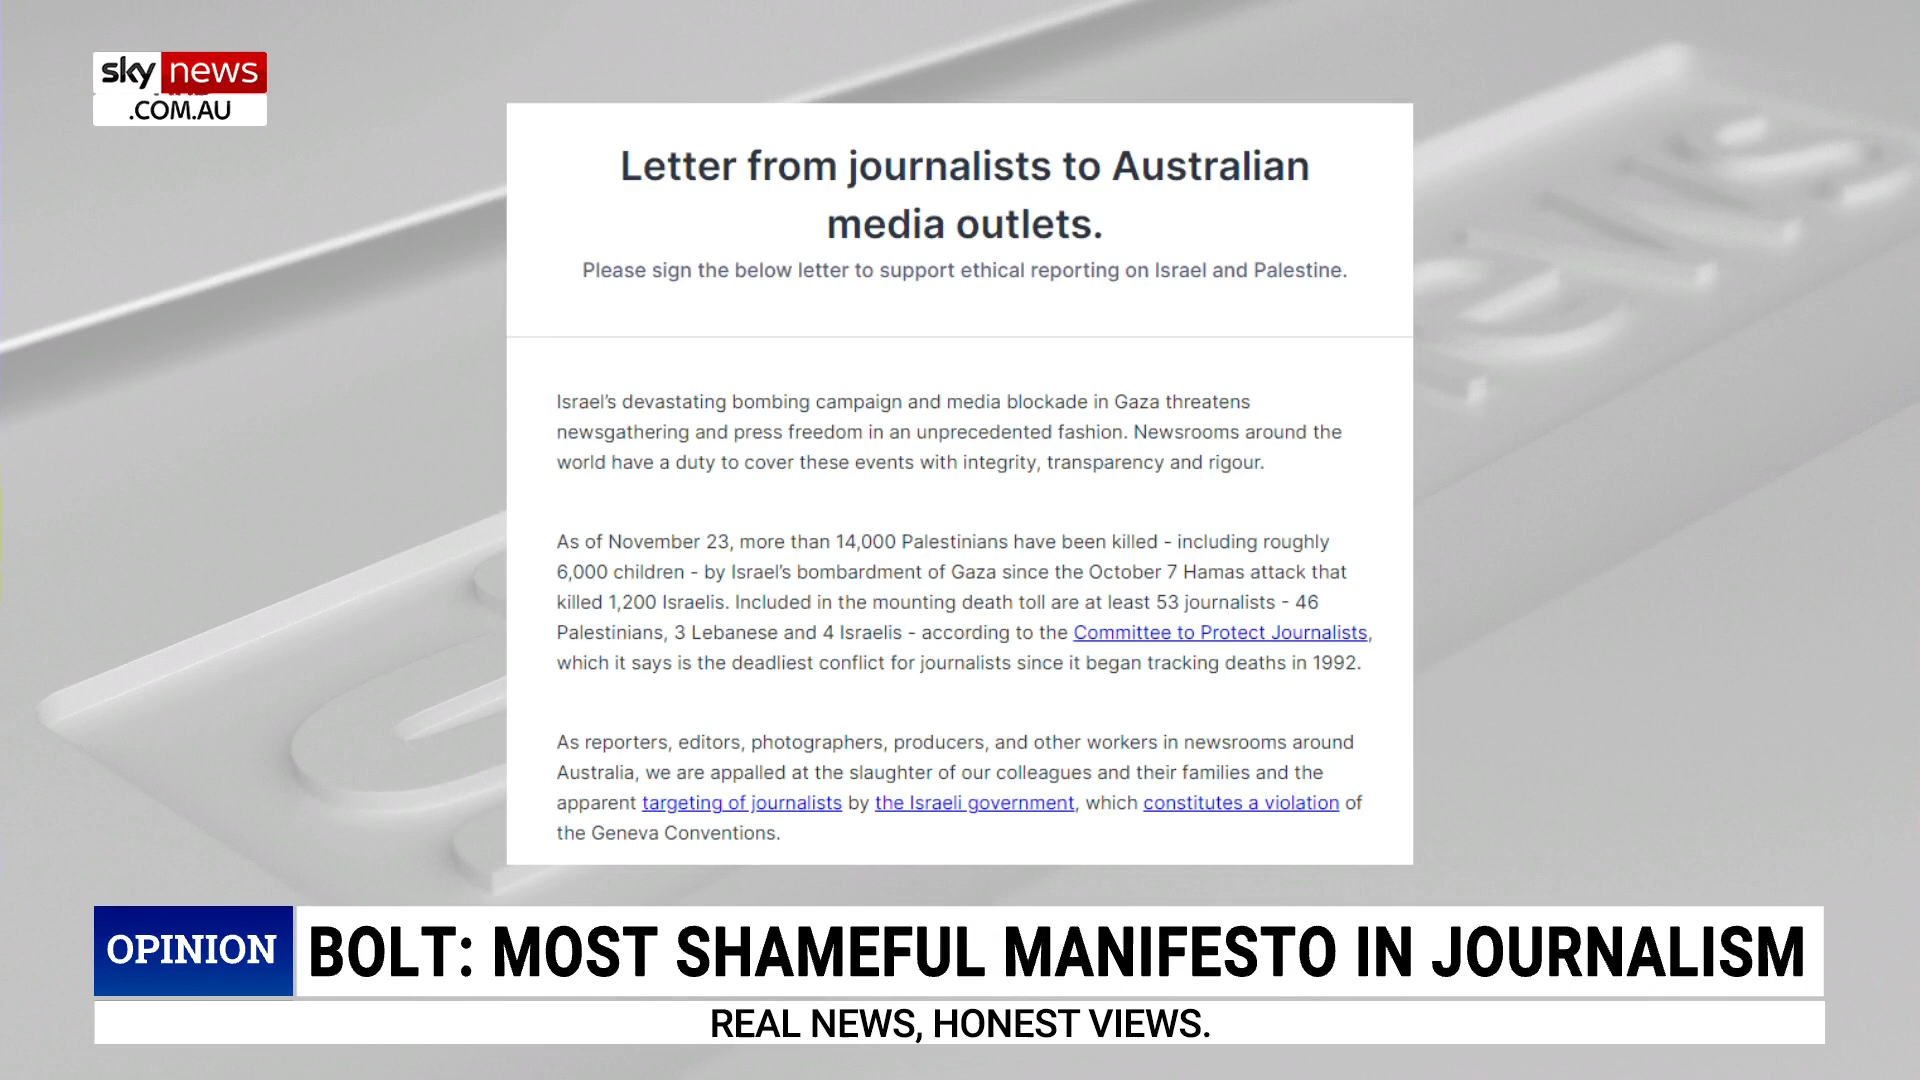 sky news
.COM.AU
Letter from journalists to Australian
media outlets.
Please sign the below letter to support ethical reporting on Israel and Palestine.
Israel's devastating bombing campaign and media blockade in Gaza threatens
newsgathering and press freedom in an unprecedented fashion. Newsrooms around the
world have a duty to cover these events with integrity, transparency and rigour.
As of November 23, more than 14,000 Palestinians have been killed - including roughly
6,000 children - by Israel's bombardment of Gaza since the October 7 Hamas attack that
killed 1,200 Israelis. Included in the mounting death toll are at least 53 journalists - 46
Palestinians, 3 Lebanese and 4 Israelis - according to the Committee to Protect Journalists,
which it says is the deadliest conflict for journalists since it began tracking deaths in 1992.
As reporters, editors, photographers, producers, and other workers in newsrooms around
Australia, we are appalled at the slaughter of our colleagues and their families and the
apparent targeting of journalists by the Israeli government, which constitutes a violation of
the Geneva Conventions.
OPINION
BOLT: MOST SHAMEFUL MANIFESTO IN JOURNALISM
REAL NEWS, HONEST VIEWS.